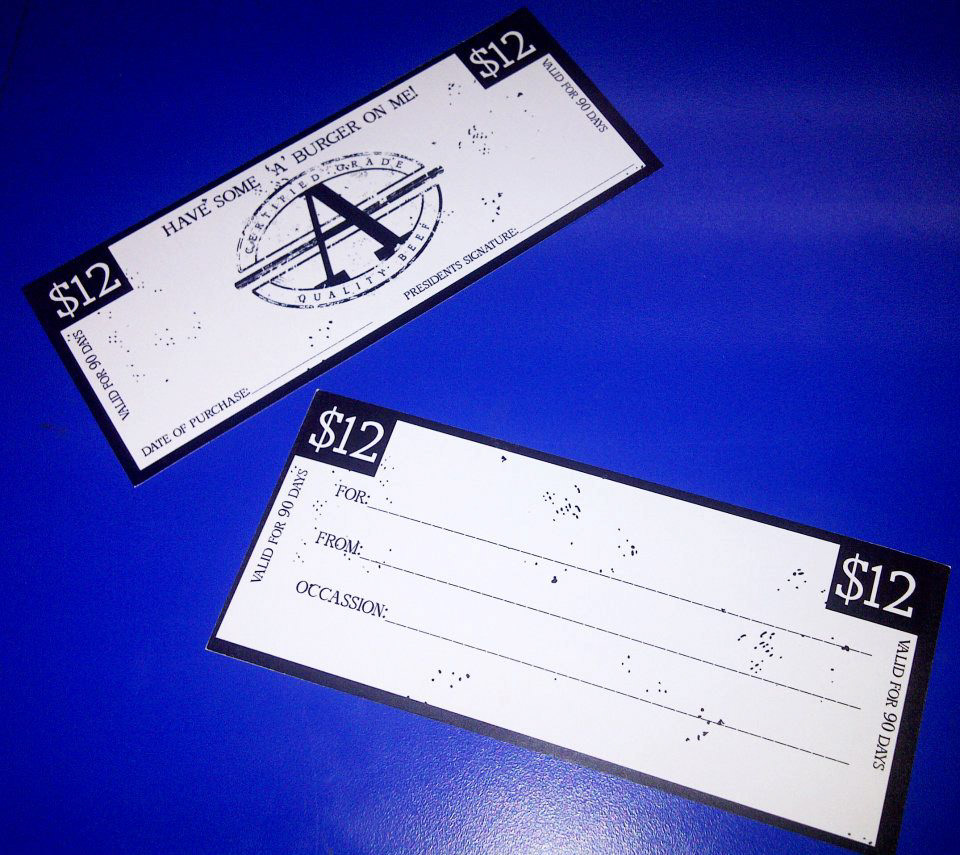 $12
VALID FOR 90 DAYS
HAVE SOME 'A' BURGER ON ME!
CERTIFIED GRADE
A
QUALITY BEEF
$12
VALID FOR 90 DAYS
DATE OF PURCHASE:
PRESIDENTS SIGNATURE:
$12
VALID FOR 90 DAYS
FOR:
FROM:
OCCASSION:
$12
VALID FOR 90 DAYS